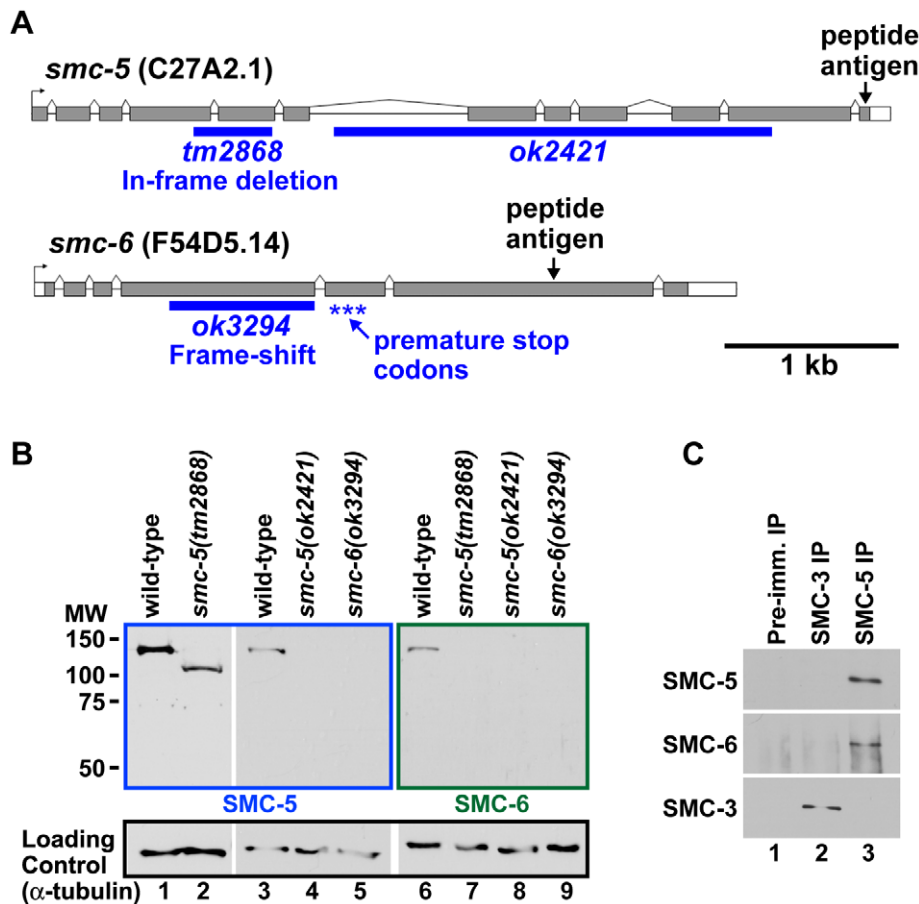 A
smc-5 (C27A2.1)
peptide
antigen
tm2868
In-frame deletion
ok2421
smc-6 (F54D5.14)
peptide
antigen
ok3294
Frame-shift
***
premature stop
codons
1 kb
B
wild-type
smc-5(tm2868)
wild-type
smc-5(ok2421)
smc-6(ok3294)
wild-type
smc-5(tm2868)
smc-5(ok2421)
smc-6(ok3294)
MW
150
100
75
50
SMC-5
SMC-6
Loading
Control
(α-tubulin)
1 2 3 4 5 6 7 8 9
C
Pre-imm. IP
SMC-3 IP
SMC-5 IP
SMC-5
SMC-6
SMC-3
1 2 3